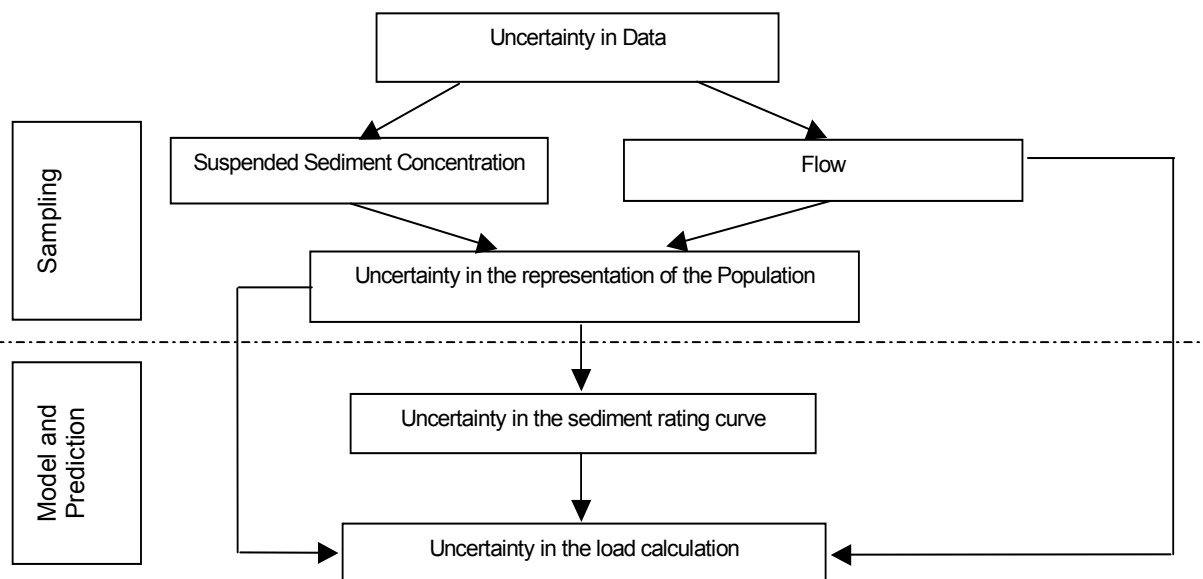 Uncertainty in Data
Sampling
Suspended Sediment Concentration
Flow
Uncertainty in the representation of the Population
Model and
Prediction
Uncertainty in the sediment rating curve
Uncertainty in the load calculation